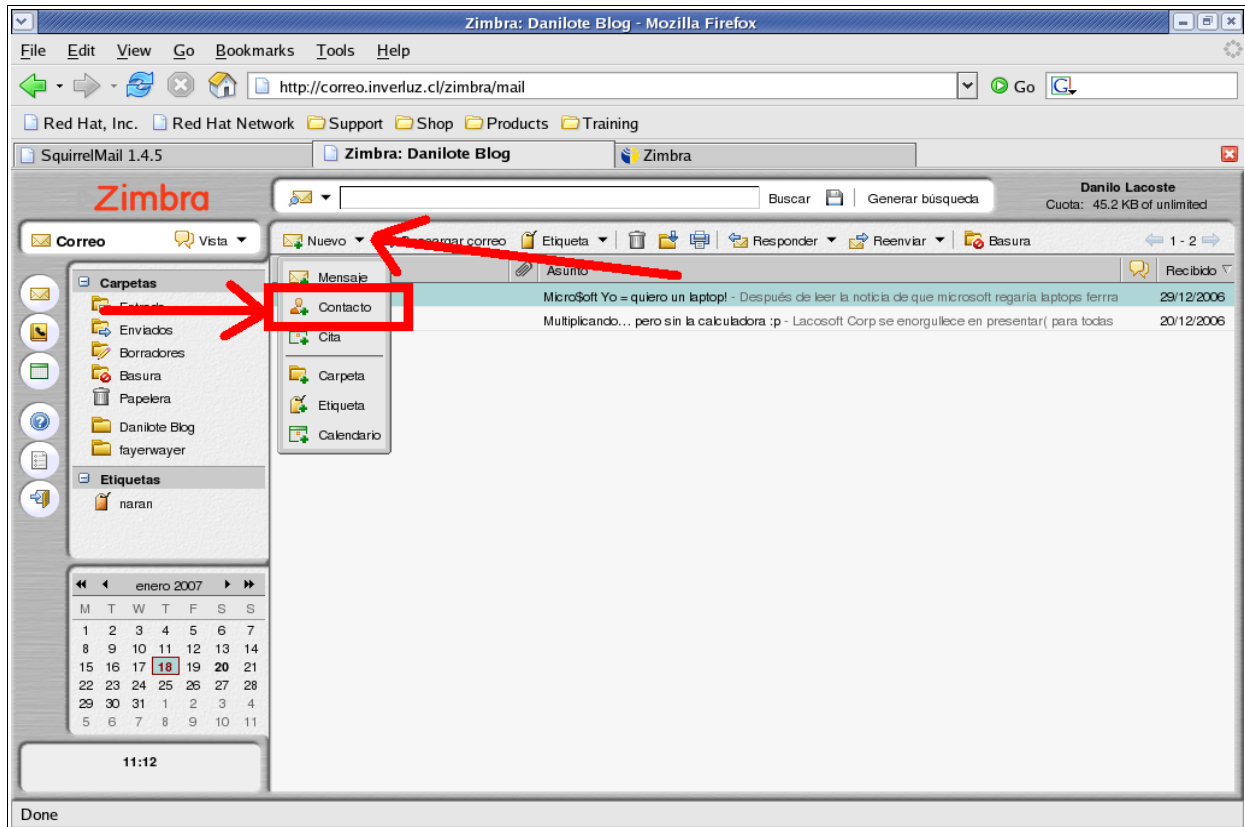 Zimbra: Danilote Blog - Mozilla Firefox
File Edit View Go Bookmarks Tools Help
http://correo.inverluz.cl/zimbra/mail Go G
Red Hat, Inc. Red Hat Network Support Shop Products Training
SquirrelMail 1.4.5 Zimbra: Danilote Blog Zimbra
Zimbra Buscar Generar búsqueda Danilo Lacoste
Cuota: 45.2 KB of unlimited
Correo Vista Nuevo correo Etiqueta Responder Reenviar Basura 1 - 2
Carpetas
Enviados
Borradores
Basura
Papelera
Danilote Blog
fayerwayer
Etiquetas
naran
Mensaje
Contacto
Cita
Carpeta
Etiqueta
Calendario
Asunto Recibido
Micro$oft Yo = quiero un laptop! - Después de leer la noticia de que microsoft regaría laptops ferrra 29/12/2006
Multiplicando... pero sin la calculadora :p - Lacosoft Corp se enorgullece en presentar( para todas 20/12/2006
enero 2007
M T W T F S S
1 2 3 4 5 6 7
8 9 10 11 12 13 14
15 16 17 18 19 20 21
22 23 24 25 26 27 28
29 30 31 1 2 3 4
5 6 7 8 9 10 11
11:12
Done